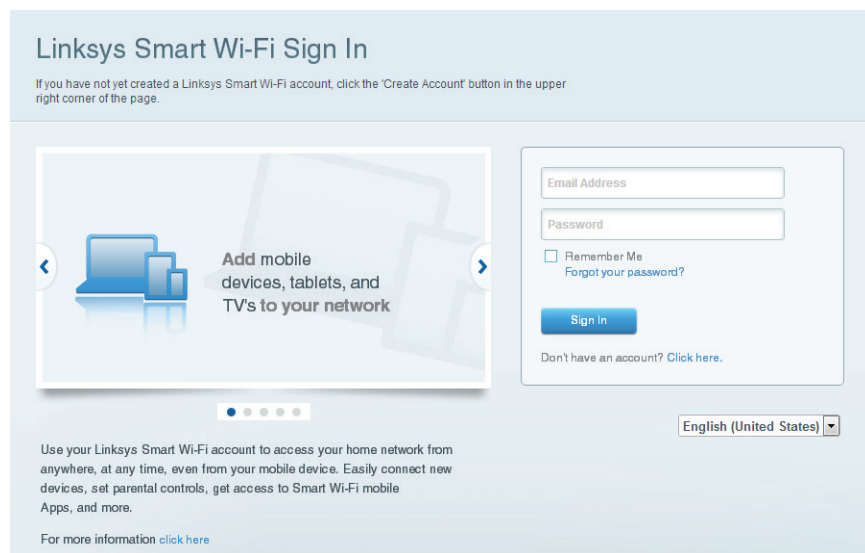 Linksys Smart Wi-Fi Sign In
If you have not yet created a Linksys Smart Wi-Fi account, click the 'Create Account' button in the upper
right corner of the page.
Add mobile
devices, tablets, and
TV's to your network
Email Address
Password
Remember Me
Forgot your password?
Sign In
Don't have an account? Click here.
English (United States)
Use your Linksys Smart Wi-Fi account to access your home network from
anywhere, at any time, even from your mobile device. Easily connect new
devices, set parental controls, get access to Smart Wi-Fi mobile
Apps, and more.
For more information click here